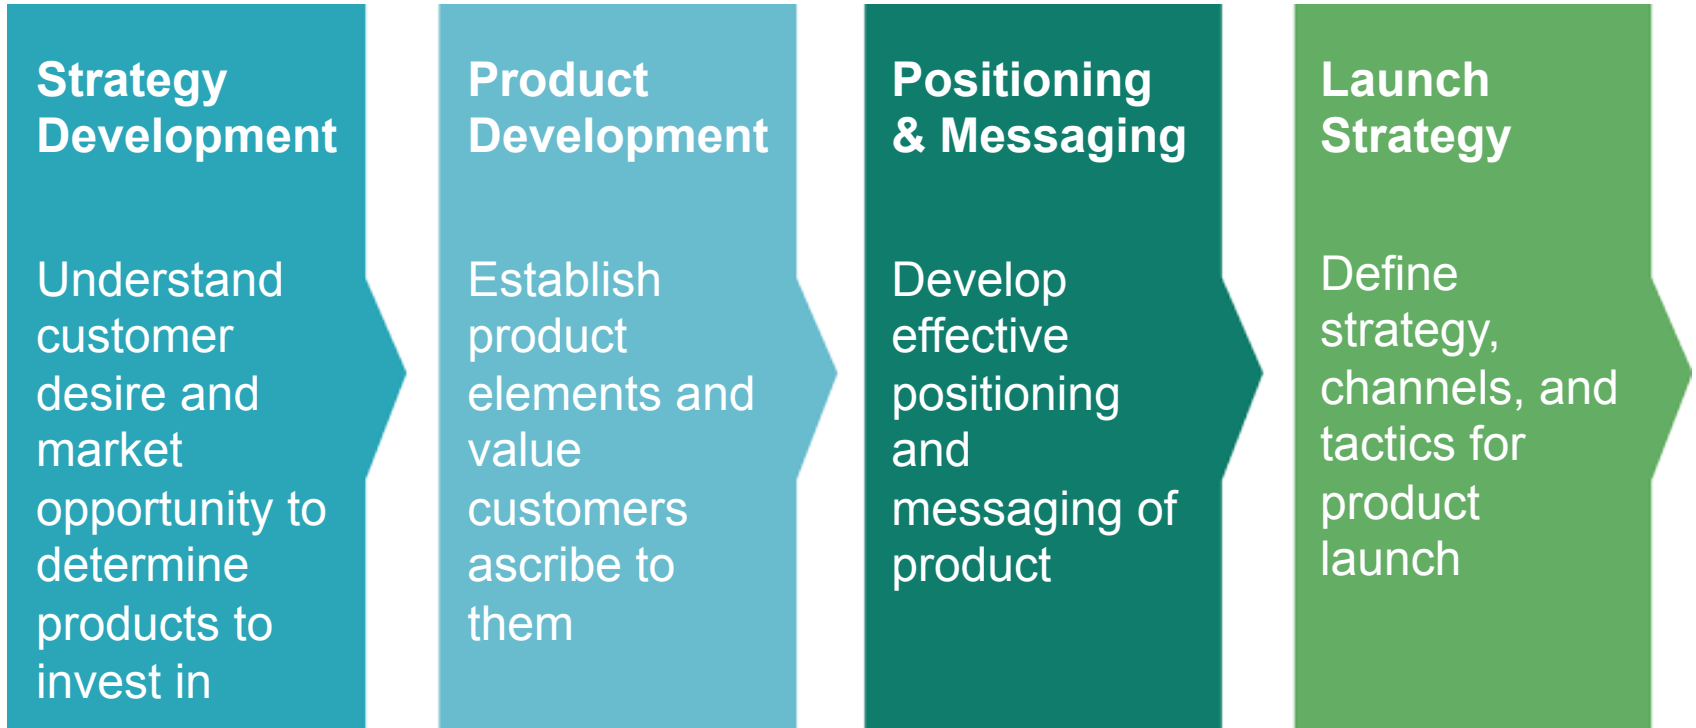 Strategy
Development
Understand
customer
desire and
market
opportunity to
determine
products to
invest in
Product
Development
Establish
product
elements and
value
customers
ascribe to
them
Positioning
& Messaging
Develop
effective
positioning
and
messaging of
product
Launch
Strategy
Define
strategy,
channels, and
tactics for
product
launch